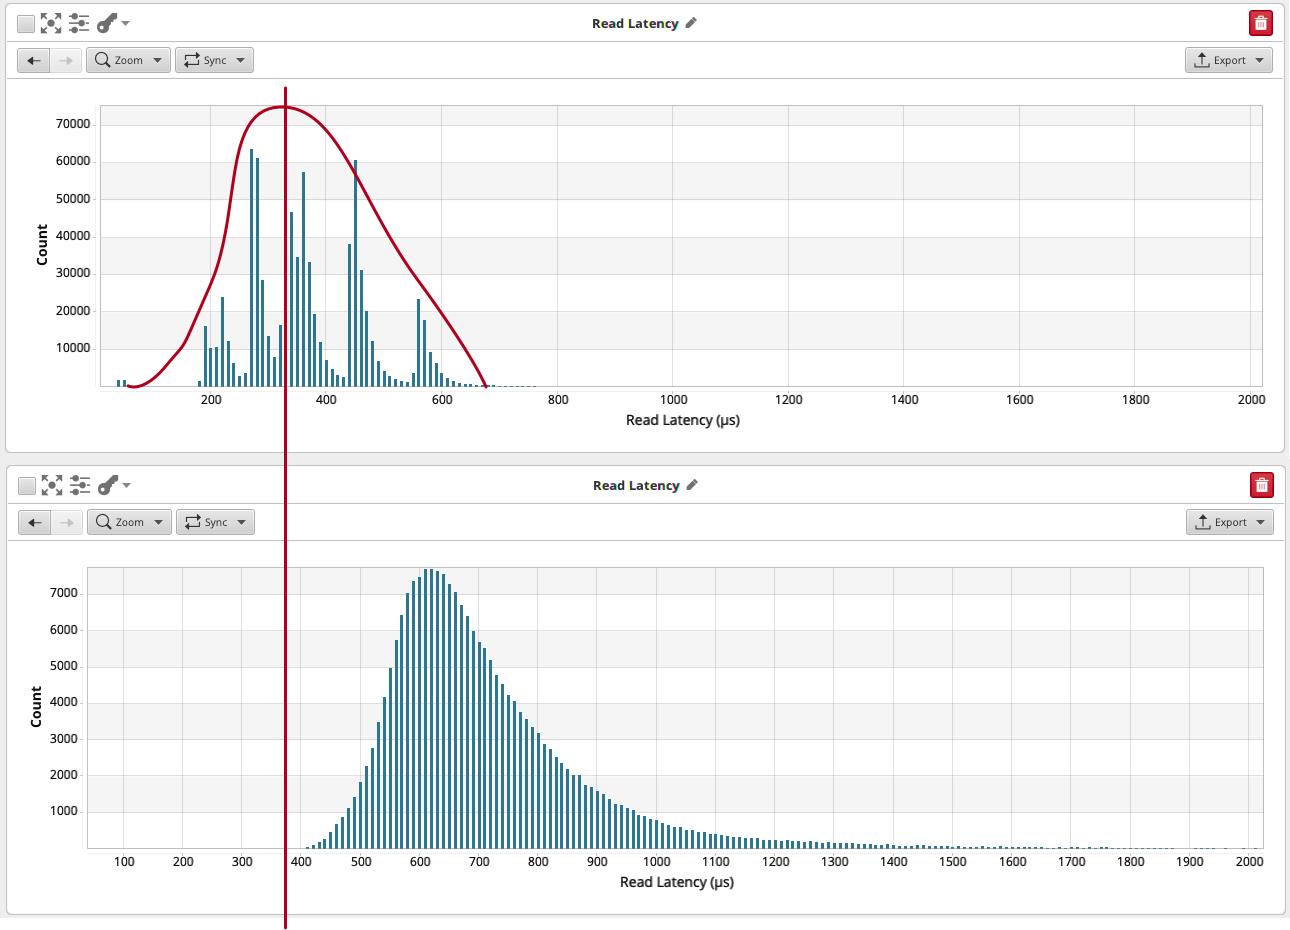 Read Latency
Zoom Sync Export
70000
60000
50000
40000
30000
20000
10000
Count
200 400 600 800 1000 1200 1400 1600 1800 2000
Read Latency (µs)
Read Latency
Zoom Sync Export
7000
6000
5000
4000
3000
2000
1000
Count
100 200 300 400 500 600 700 800 900 1000 1100 1200 1300 1400 1500 1600 1700 1800 1900 2000
Read Latency (µs)